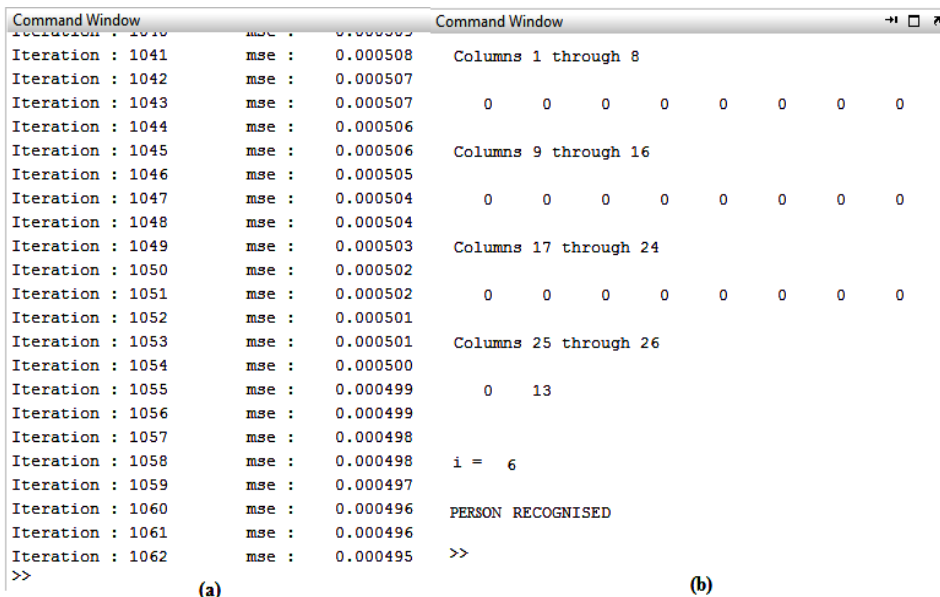 Command Window
Iteration : 1041 mse : 0.000508
Iteration : 1042 mse : 0.000507
Iteration : 1043 mse : 0.000507
Iteration : 1044 mse : 0.000506
Iteration : 1045 mse : 0.000506
Iteration : 1046 mse : 0.000505
Iteration : 1047 mse : 0.000504
Iteration : 1048 mse : 0.000504
Iteration : 1049 mse : 0.000503
Iteration : 1050 mse : 0.000502
Iteration : 1051 mse : 0.000502
Iteration : 1052 mse : 0.000501
Iteration : 1053 mse : 0.000501
Iteration : 1054 mse : 0.000500
Iteration : 1055 mse : 0.000499
Iteration : 1056 mse : 0.000499
Iteration : 1057 mse : 0.000498
Iteration : 1058 mse : 0.000498
Iteration : 1059 mse : 0.000497
Iteration : 1060 mse : 0.000496
Iteration : 1061 mse : 0.000496
Iteration : 1062 mse : 0.000495
>>
(a)
Command Window
Columns 1 through 8
0 0 0 0 0 0 0 0
Columns 9 through 16
0 0 0 0 0 0 0 0
Columns 17 through 24
0 0 0 0 0 0 0 0
Columns 25 through 26
0 13
i = 6
PERSON RECOGNISED
>>
(b)